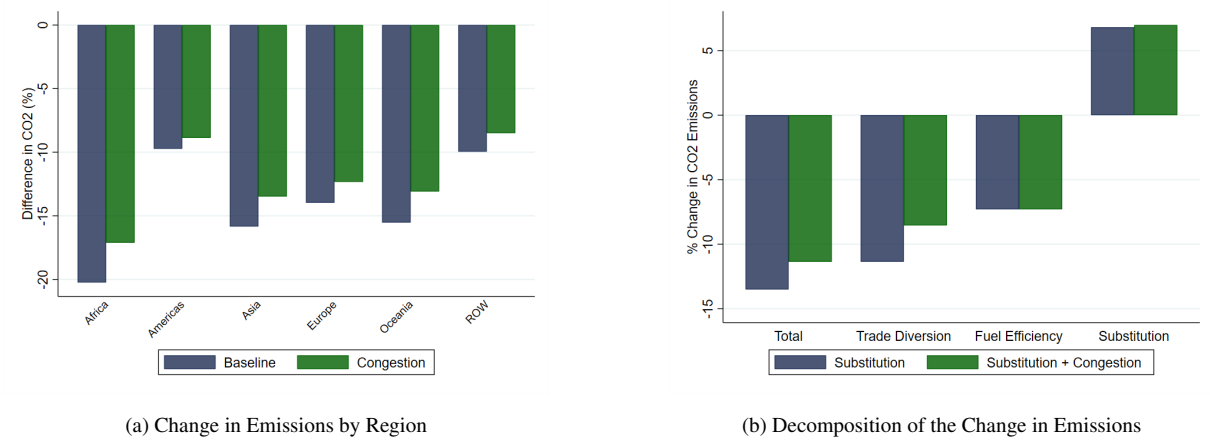 Difference in CO2 (%)
0
-5
-10
-15
-20
Africa
Americas
Asia
Europe
Oceania
ROW
Baseline
Congestion
(a) Change in Emissions by Region
% Change in CO2 Emissions
5
0
-5
-10
-15
Total
Trade Diversion
Fuel Efficiency
Substitution
Substitution
Substitution + Congestion
(b) Decomposition of the Change in Emissions